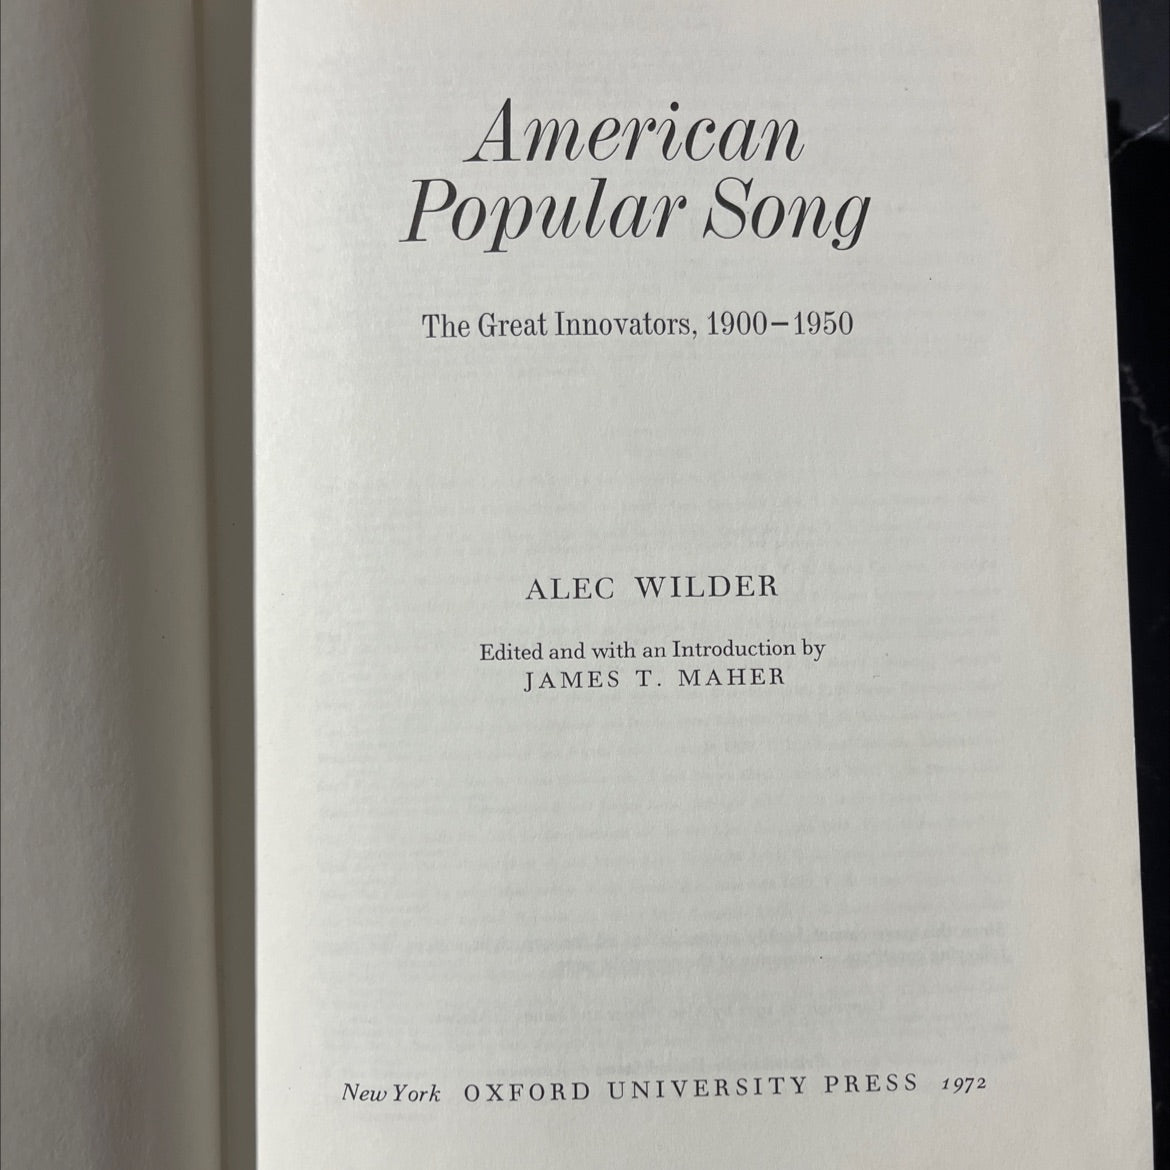 American
Popular Song
The Great Innovators, 1900–1950
ALEC WILDER
Edited and with an Introduction by
JAMES T. MAHER
New York OXFORD UNIVERSITY PRESS 1972